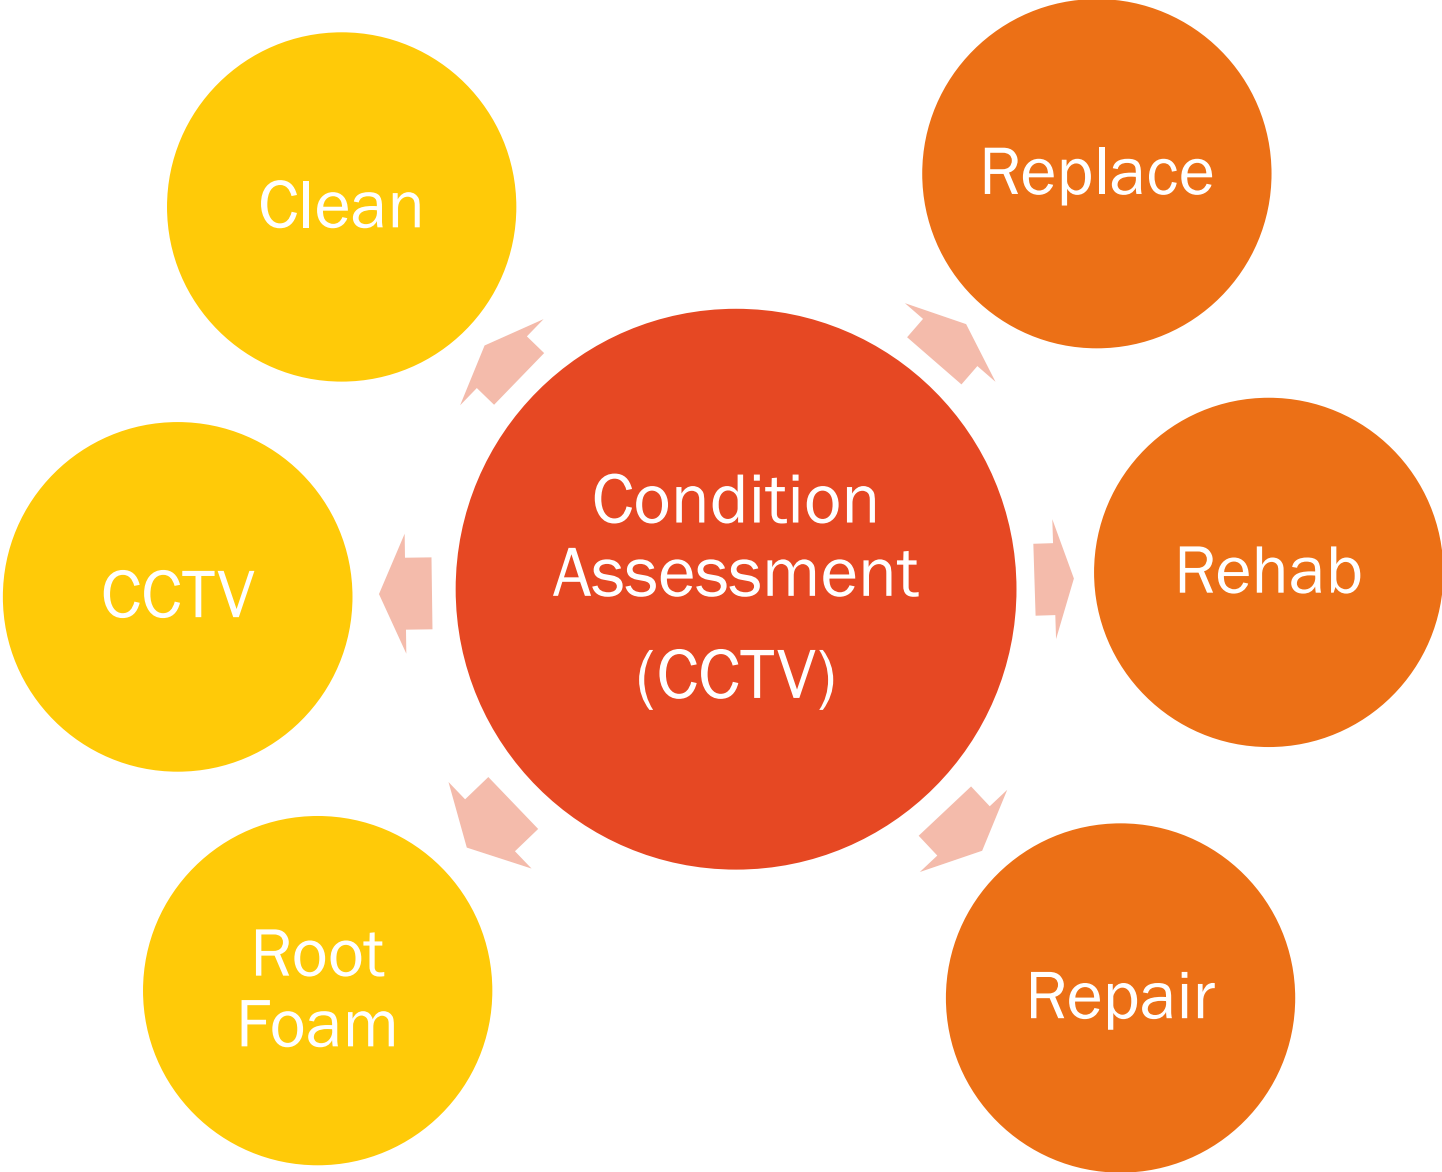 Clean
Replace
Condition
Assessment
(CCTV)
CCTV
Rehab
Root
Foam
Repair